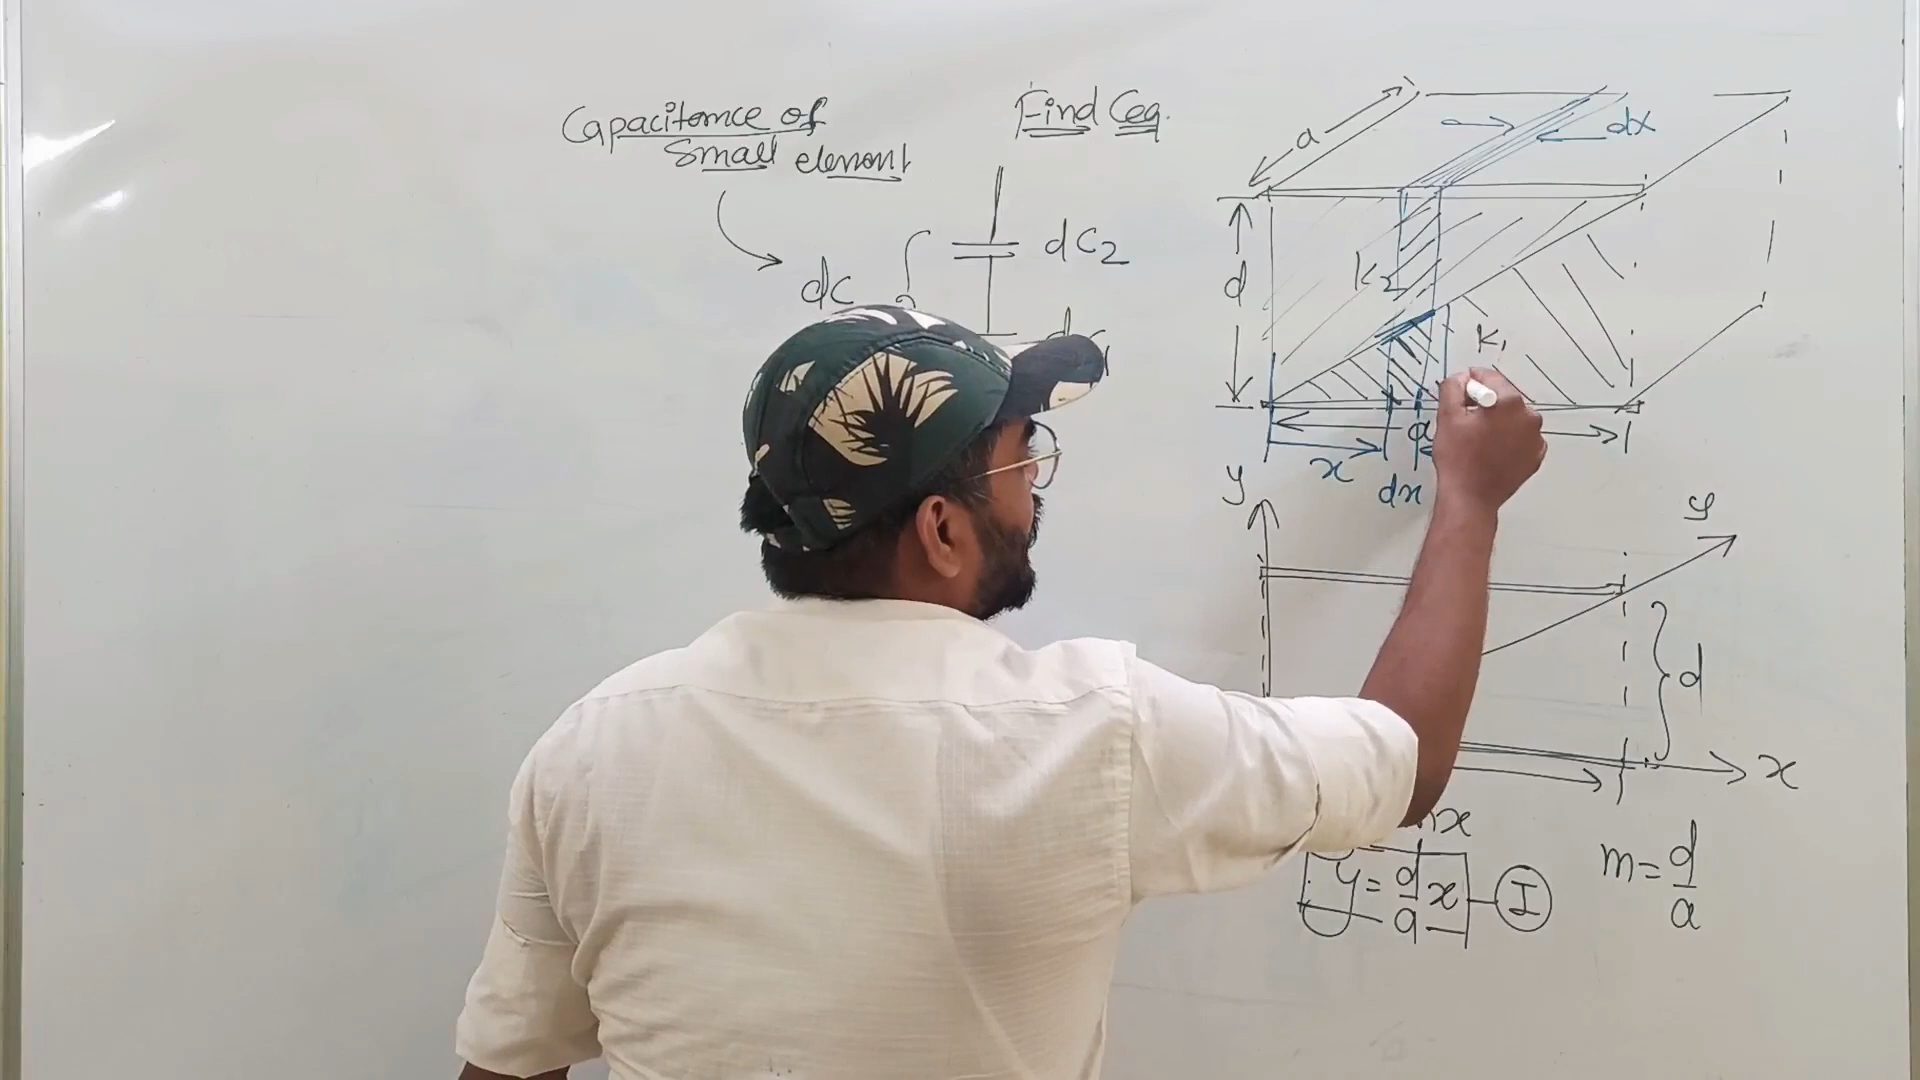 Capacitance of
Small element
Find Ceq.
dC
dC2
a
dx
d
K2
K1
x
dx
y
y
d
x
y = d/a x
I
m = d/a